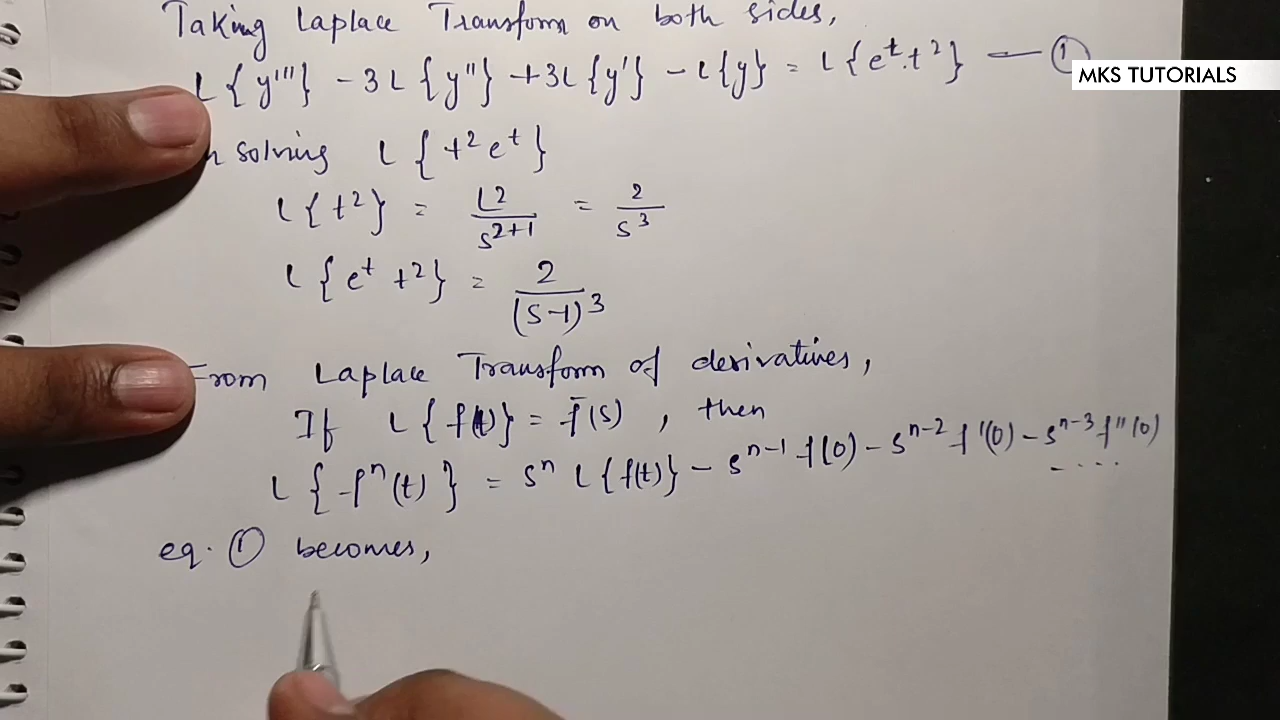 Taking Laplace Transform on both sides,
L{y'''} - 3L{y''} + 3L{y'} - L{y} = L{e^t.t^2} — ①
MKS TUTORIALS
solving L{t^2 e^t}
L{t^2} = ∟2/s^(2+1) = 2/s^3
L{e^t t^2} = 2/(s-1)^3
From Laplace Transform of derivatives,
If L{f(t)} = f̄(s), then
L{f^n(t)} = s^n L{f(t)} - s^(n-1) f(0) - s^(n-2) f'(0) - s^(n-3) f''(0) - ....
eq. ① becomes,